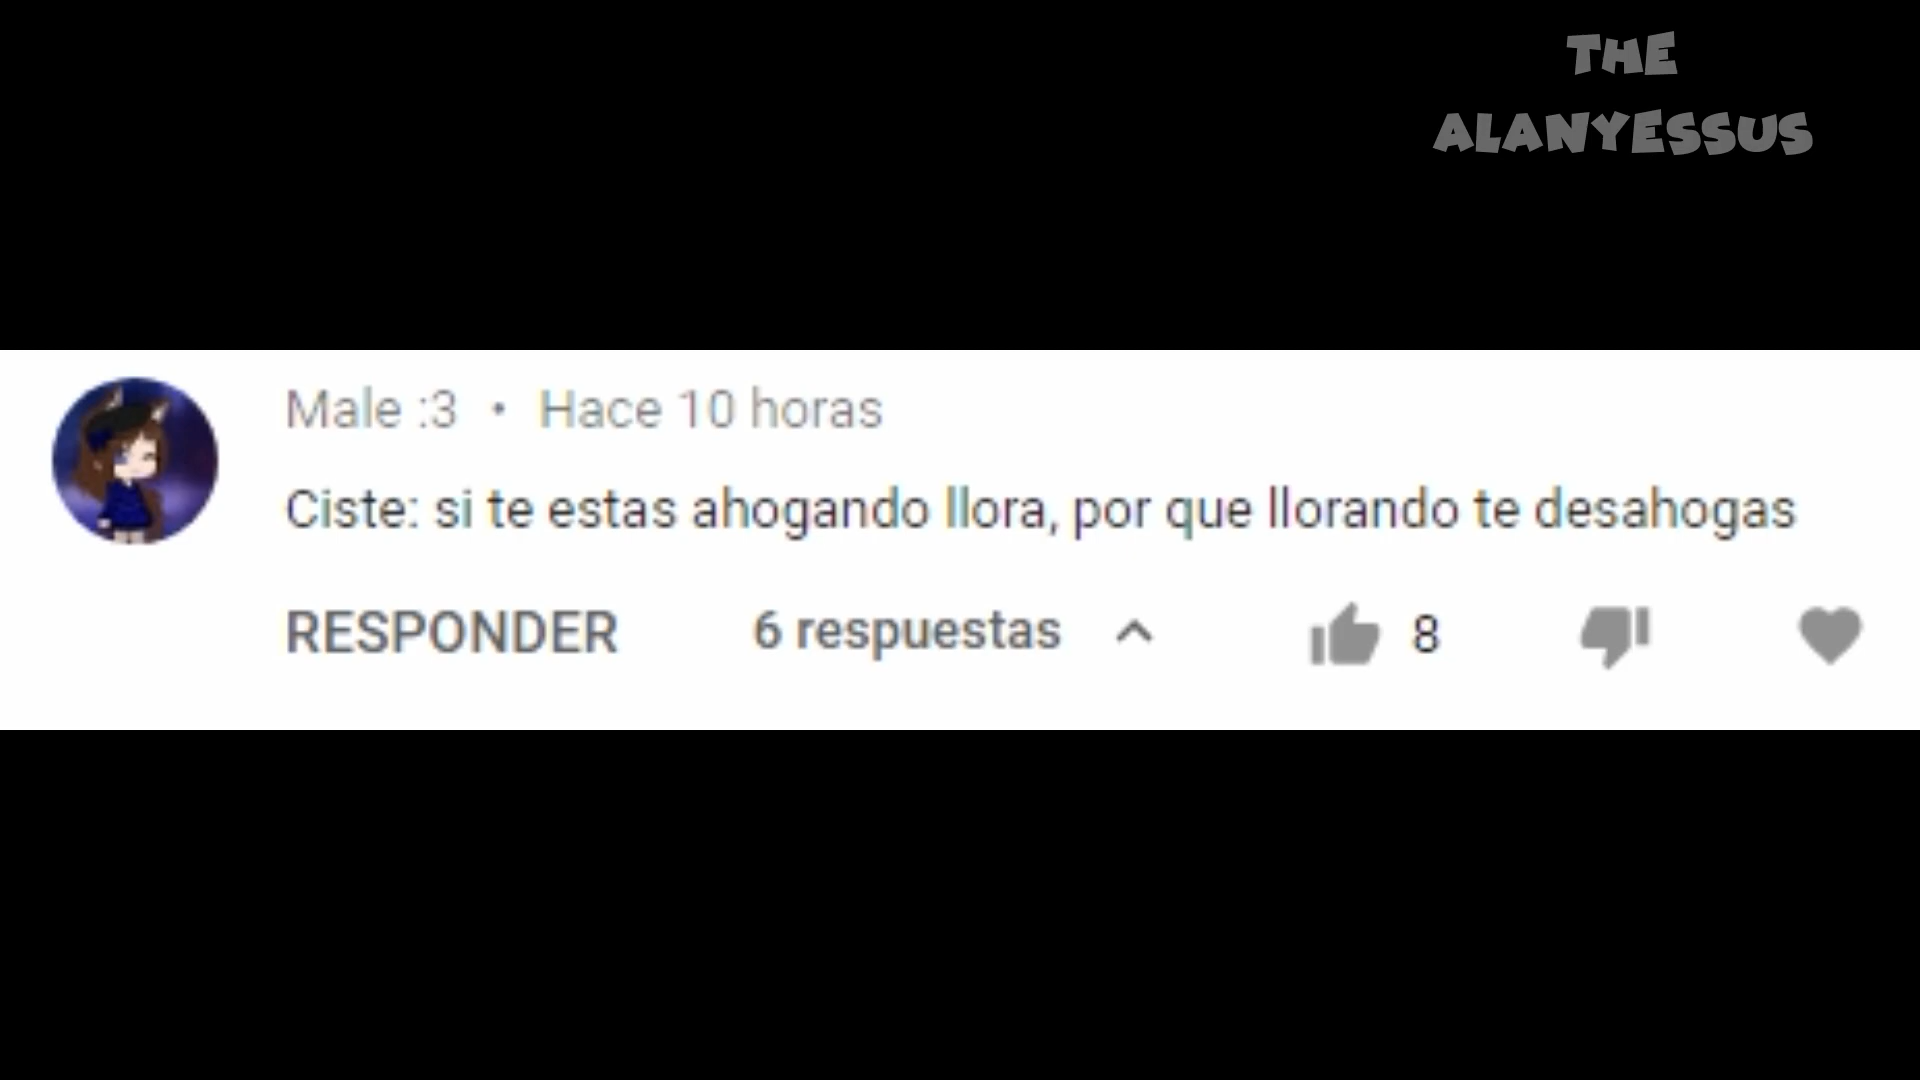 THE
ALANYESSUS
Male :3 • Hace 10 horas
Ciste: si te estas ahogando llora, por que llorando te desahogas
RESPONDER 6 respuestas 8